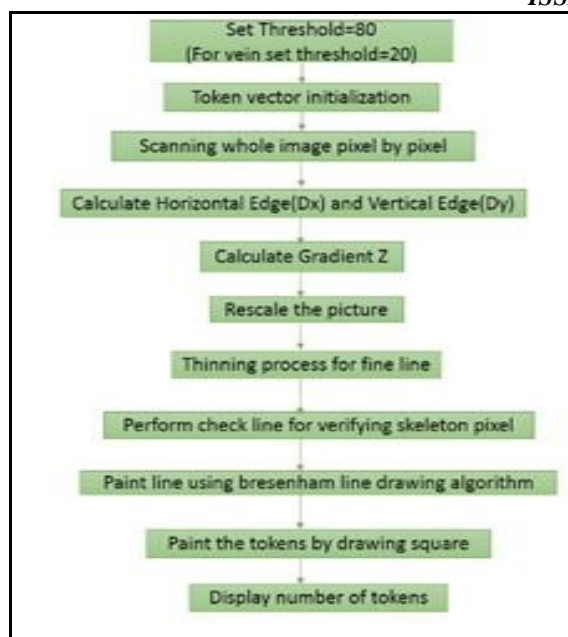 Set Threshold=80
(For vein set threshold=20)
Token vector initialization
Scanning whole image pixel by pixel
Calculate Horizontal Edge(Dx) and Vertical Edge(Dy)
Calculate Gradient Z
Rescale the picture
Thinning process for fine line
Perform check line for verifying skeleton pixel
Paint line using bresenham line drawing algorithm
Paint the tokens by drawing square
Display number of tokens